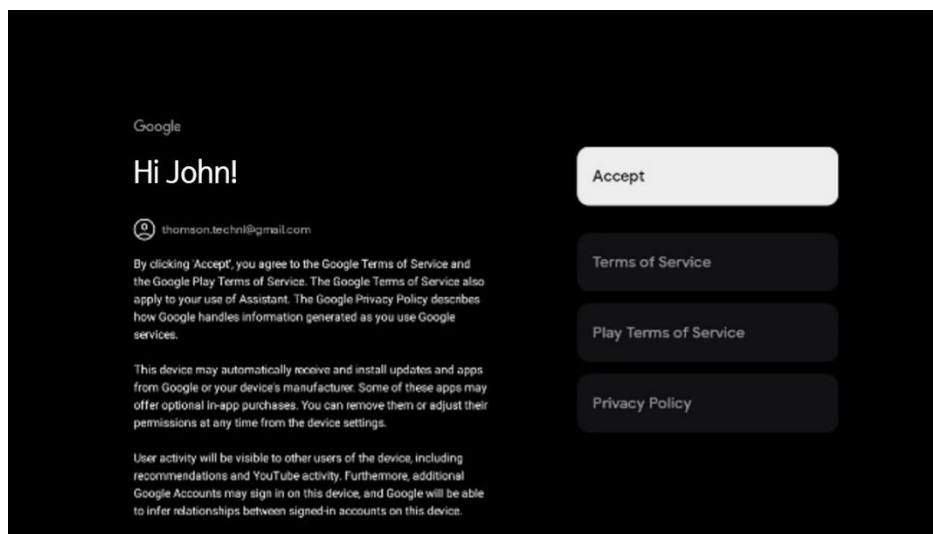 Google
Hi John!
thomson.technl@gmail.com
By clicking 'Accept', you agree to the Google Terms of Service and
the Google Play Terms of Service. The Google Terms of Service also
apply to your use of Assistant. The Google Privacy Policy describes
how Google handles information generated as you use Google
services.
This device may automatically receive and install updates and apps
from Google or your device's manufacturer. Some of these apps may
offer optional in-app purchases. You can remove them or adjust their
permissions at any time from the device settings.
User activity will be visible to other users of the device, including
recommendations and YouTube activity. Furthermore, additional
Google Accounts may sign in on this device, and Google will be able
to infer relationships between signed-in accounts on this device.
Accept
Terms of Service
Play Terms of Service
Privacy Policy